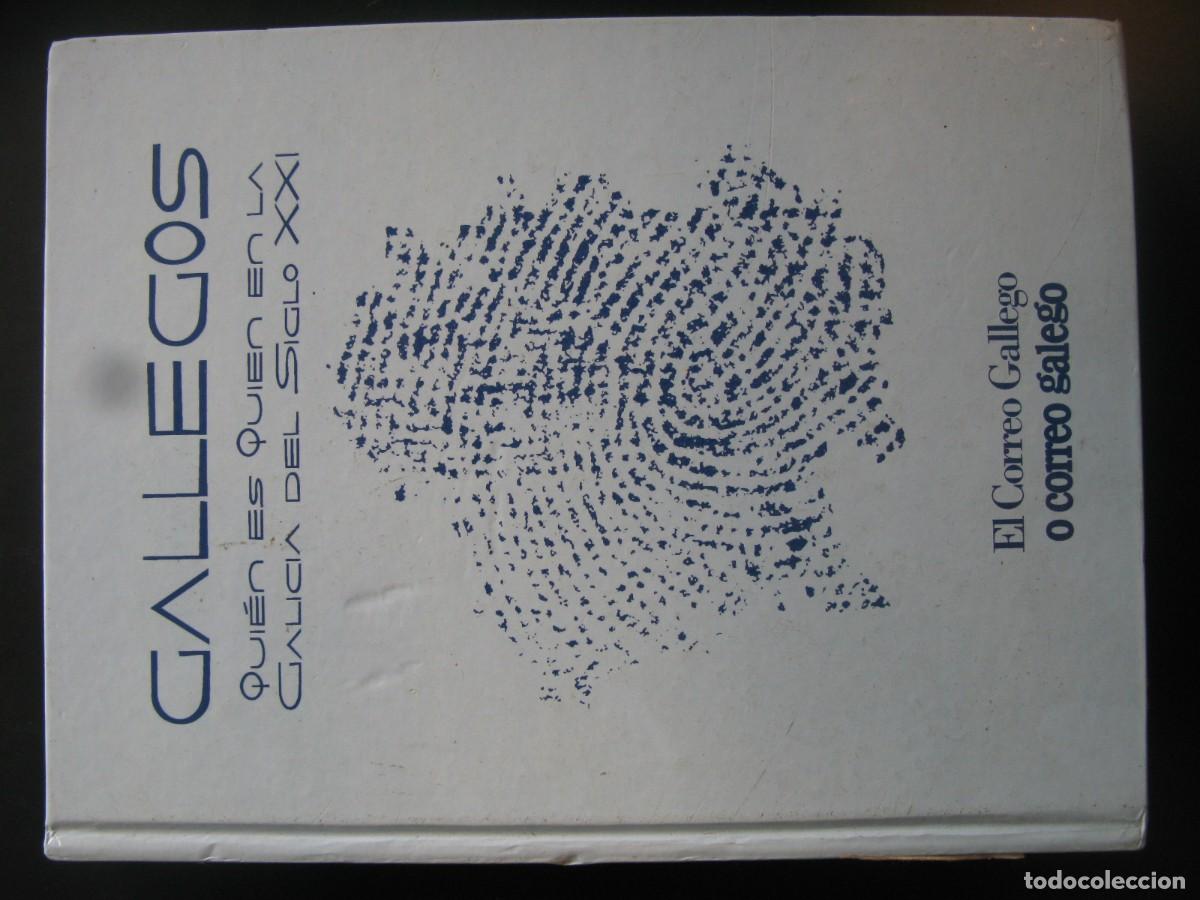 GALLEGOS
QUIÉN ES QUIEN EN LA
GALICIA DEL SIGLO XXI
El Correo Gallego
o correo galego
todocoleccion